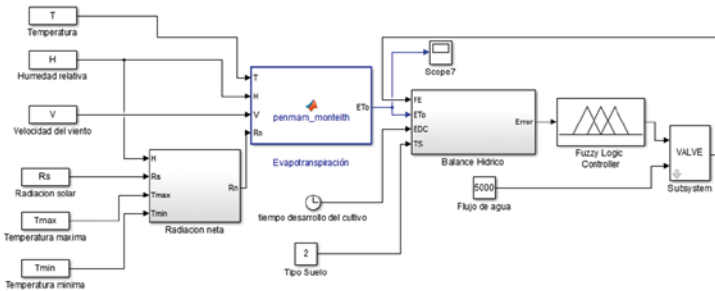 T
Temperatura
H
Humedad relativa
V
Velocidad del viento
Rs
Radiacion solar
Tmax
Temperatura maxima
Tmin
Temperatura minima
H
Rs
Tmax
Tmin
Rn
Radiacion neta
T
H
V
Rn
penmam_monteith
ETo
Evapotranspiración
Scope7
tiempo desarrollo del cultivo
2
Tipo Suelo
FE
ETo
EDC
TS
Error
Balance Hidrico
Fuzzy Logic
Controller
5000
Flujo de agua
VALVE
Subsystem